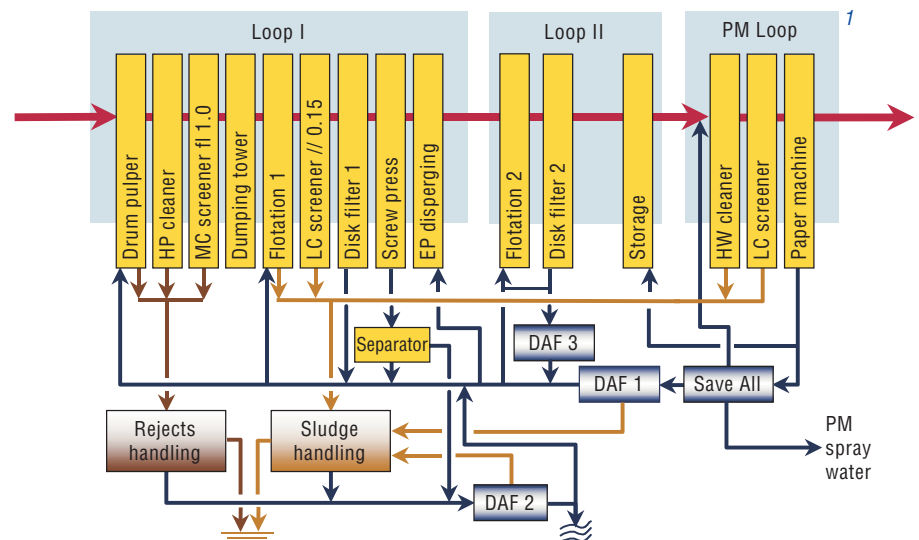 Loop I
Loop II
PM Loop
1
Drum pulper
HP cleaner
MC screener fl 1.0
Dumping tower
Flotation 1
LC screener // 0.15
Disk filter 1
Screw press
EP disperging
Flotation 2
Disk filter 2
Storage
HW cleaner
LC screener
Paper machine
Separator
DAF 3
DAF 1
Save All
Rejects
handling
Sludge
handling
DAF 2
PM
spray
water